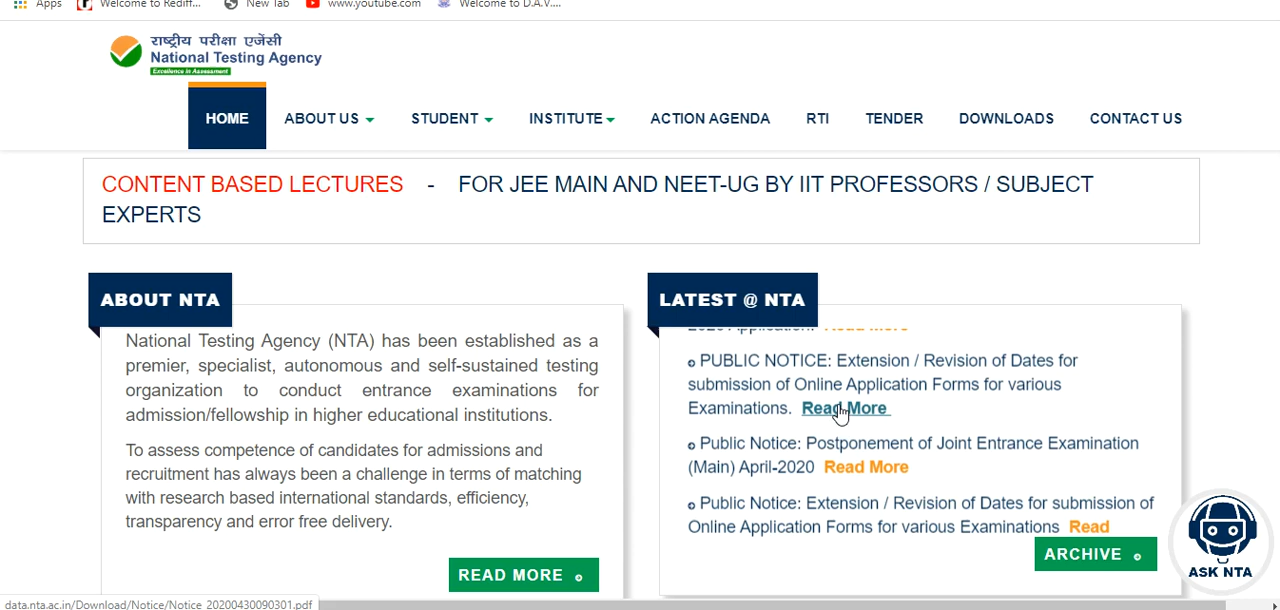 Apps Welcome to Rediff... New Tab www.youtube.com Welcome to D.A.V....
राष्ट्रीय परीक्षा एजेंसी
National Testing Agency
Excellence in Assessment
HOME ABOUT US STUDENT INSTITUTE ACTION AGENDA RTI TENDER DOWNLOADS CONTACT US
CONTENT BASED LECTURES - FOR JEE MAIN AND NEET-UG BY IIT PROFESSORS / SUBJECT
EXPERTS
ABOUT NTA
National Testing Agency (NTA) has been established as a
premier, specialist, autonomous and self-sustained testing
organization to conduct entrance examinations for
admission/fellowship in higher educational institutions.
To assess competence of candidates for admissions and
recruitment has always been a challenge in terms of matching
with research based international standards, efficiency,
transparency and error free delivery.
READ MORE
LATEST @ NTA
2020 Application. Read More
PUBLIC NOTICE: Extension / Revision of Dates for
submission of Online Application Forms for various
Examinations. Read More
Public Notice: Postponement of Joint Entrance Examination
(Main) April-2020 Read More
Public Notice: Extension / Revision of Dates for submission of
Online Application Forms for various Examinations Read
ARCHIVE
ASK NTA
data.nta.ac.in/Download/Notice/Notice_20200430090301.pdf